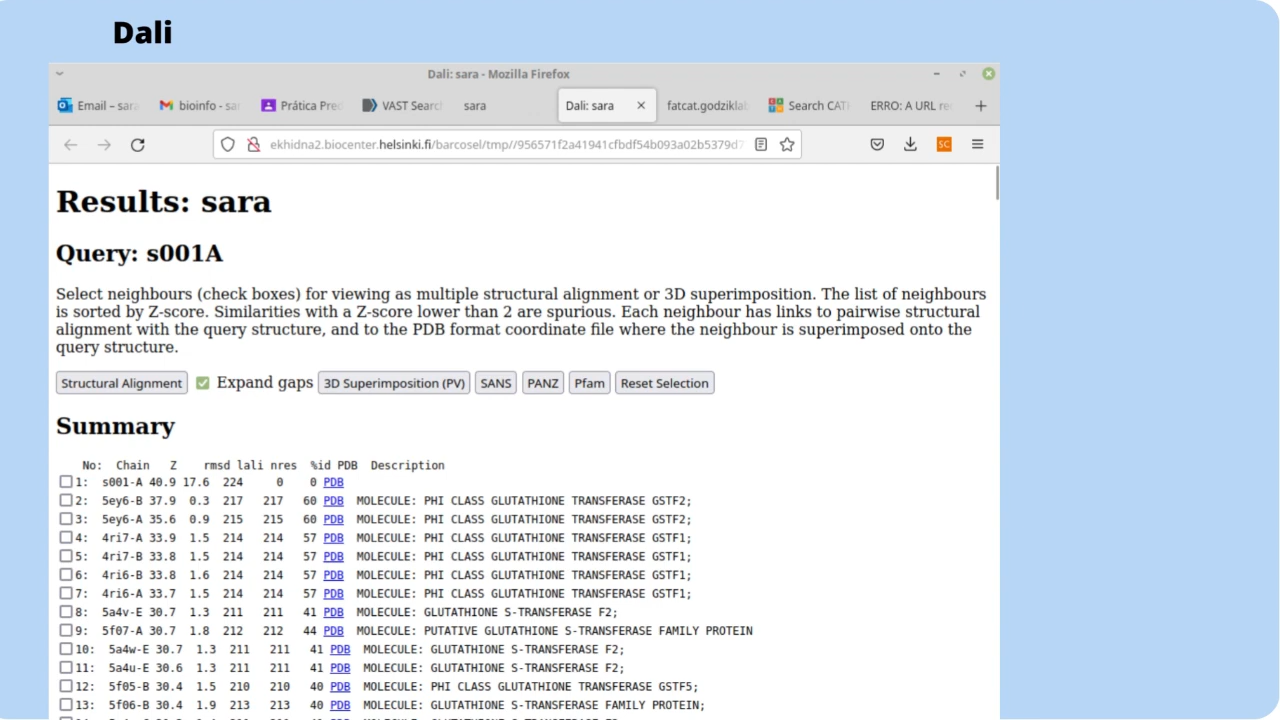 Dali
Dali: sara - Mozilla Firefox
Email – sara
bioinfo - sar
Prática Pred
VAST Search
sara
Dali: sara
fatcat.godziklab
Search CATH
ERRO: A URL re
ekhidna2.biocenter.helsinki.fi/barcosel/tmp//956571f2a41941cfbdf54b093a02b5379d7
SC
Results: sara
Query: s001A
Select neighbours (check boxes) for viewing as multiple structural alignment or 3D superimposition. The list of neighbours
is sorted by Z-score. Similarities with a Z-score lower than 2 are spurious. Each neighbour has links to pairwise structural
alignment with the query structure, and to the PDB format coordinate file where the neighbour is superimposed onto the
query structure.
Structural Alignment Expand gaps 3D Superimposition (PV) SANS PANZ Pfam Reset Selection
Summary
No: Chain Z rmsd lali nres %id PDB Description
1: s001-A 40.9 17.6 224 0 0 PDB
2: 5ey6-B 37.9 0.3 217 217 60 PDB MOLECULE: PHI CLASS GLUTATHIONE TRANSFERASE GSTF2;
3: 5ey6-A 35.6 0.9 215 215 60 PDB MOLECULE: PHI CLASS GLUTATHIONE TRANSFERASE GSTF2;
4: 4ri7-A 33.9 1.5 214 214 57 PDB MOLECULE: PHI CLASS GLUTATHIONE TRANSFERASE GSTF1;
5: 4ri7-B 33.8 1.5 214 214 57 PDB MOLECULE: PHI CLASS GLUTATHIONE TRANSFERASE GSTF1;
6: 4ri6-B 33.8 1.6 214 214 57 PDB MOLECULE: PHI CLASS GLUTATHIONE TRANSFERASE GSTF1;
7: 4ri6-A 33.7 1.5 214 214 57 PDB MOLECULE: PHI CLASS GLUTATHIONE TRANSFERASE GSTF1;
8: 5a4v-E 30.7 1.3 211 211 41 PDB MOLECULE: GLUTATHIONE S-TRANSFERASE F2;
9: 5f07-A 30.7 1.8 212 212 44 PDB MOLECULE: PUTATIVE GLUTATHIONE S-TRANSFERASE FAMILY PROTEIN
10: 5a4w-E 30.7 1.3 211 211 41 PDB MOLECULE: GLUTATHIONE S-TRANSFERASE F2;
11: 5a4u-E 30.6 1.3 211 211 41 PDB MOLECULE: GLUTATHIONE S-TRANSFERASE F2;
12: 5f05-B 30.4 1.5 210 210 40 PDB MOLECULE: PHI CLASS GLUTATHIONE TRANSFERASE GSTF5;
13: 5f06-B 30.4 1.9 213 213 40 PDB MOLECULE: GLUTATHIONE S-TRANSFERASE FAMILY PROTEIN;